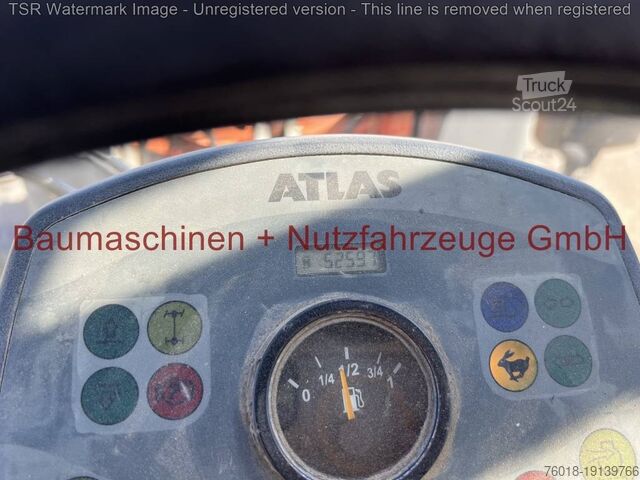 TSR Watermark Image - Unregistered version - This line is removed when registered
Truck
Scout24
ATLAS
Baumaschinen + Nutzfahrzeuge GmbH
0 1/4 1/2 3/4 1
76018-19139766